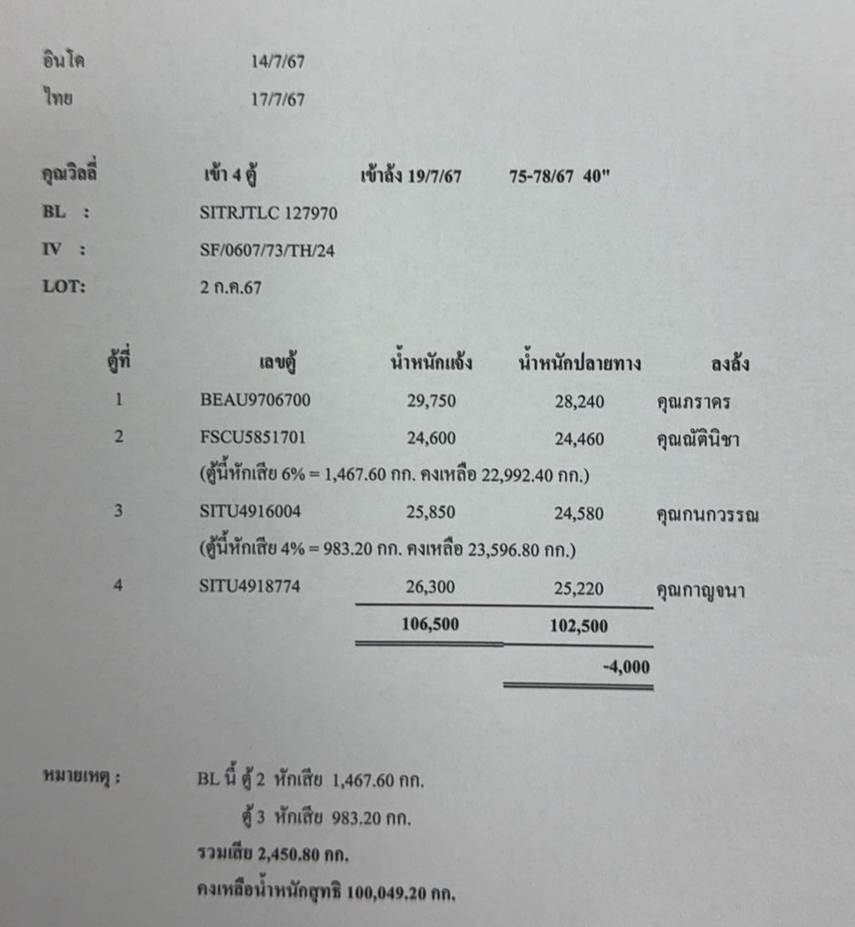 อินโด 14/7/67
ไทย 17/7/67
คุณวิลลี่ เข้า 4 ตู้ เข้าลัง 19/7/67 75-78/67 40"
BL : SITRJTLC 127970
IV : SF/0607/73/TH/24
LOT: 2 ก.ค.67
ตู้ที่ เลขตู้ น้ำหนักแจ้ง น้ำหนักปลายทาง ลงลัง
1 BEAU9706700 29,750 28,240 คุณภราดร
2 FSCU5851701 24,600 24,460 คุณณัตินิชา
(ตู้นี้หักเสีย 6% = 1,467.60 กก. คงเหลือ 22,992.40 กก.)
3 SITU4916004 25,850 24,580 คุณกนกวรรณ
(ตู้นี้หักเสีย 4% = 983.20 กก. คงเหลือ 23,596.80 กก.)
4 SITU4918774 26,300 25,220 คุณกาญจนา
106,500 102,500
-4,000
หมายเหตุ : BL นี้ ตู้ 2 หักเสีย 1,467.60 กก.
ตู้ 3 หักเสีย 983.20 กก.
รวมเสีย 2,450.80 กก.
คงเหลือน้ำหนักสุทธิ 100,049.20 กก.